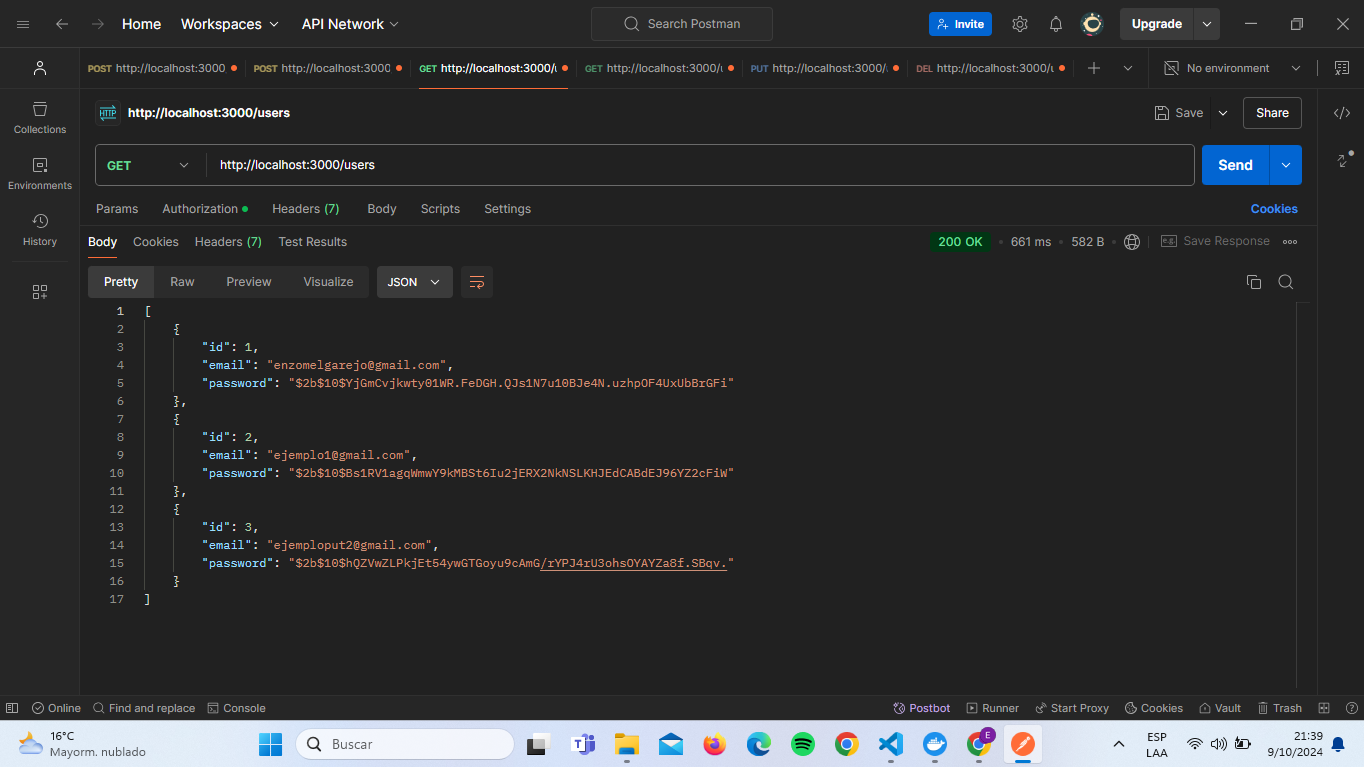 Home Workspaces API Network Search Postman Invite Upgrade
POST http://localhost:3000 POST http://localhost:3000 GET http://localhost:3000/u GET http://localhost:3000/u PUT http://localhost:3000/ DEL http://localhost:3000/u No environment
HTTP http://localhost:3000/users Save Share
GET http://localhost:3000/users Send
Params Authorization Headers (7) Body Scripts Settings Cookies
Collections
Environments
History
Body Cookies Headers (7) Test Results 200 OK 661 ms 582 B e.g. Save Response
Pretty Raw Preview Visualize JSON
1 [
2 {
3 "id": 1,
4 "email": "enzomelgarejo@gmail.com",
5 "password": "$2b$10$YjGmCvjkwty01WR.FeDGH.QJs1N7u10BJe4N.uzhpOF4UxUbBrGFi"
6 },
7 {
8 "id": 2,
9 "email": "ejemplo1@gmail.com",
10 "password": "$2b$10$Bs1RV1agqWmwY9kMBSt6Iu2jERX2NkNSLKHJEdCABdEJ96YZ2cFiW"
11 },
12 {
13 "id": 3,
14 "email": "ejemploput2@gmail.com",
15 "password": "$2b$10$hQZVwZLPkjEt54ywGTGoyu9cAmG/rYPJ4rU3ohsOYAYZa8f.SBqv."
16 }
17 ]
Online Find and replace Console Postbot Runner Start Proxy Cookies Vault Trash
16°C
Mayorm. nublado
Buscar
E
ESP
LAA
21:39
9/10/2024